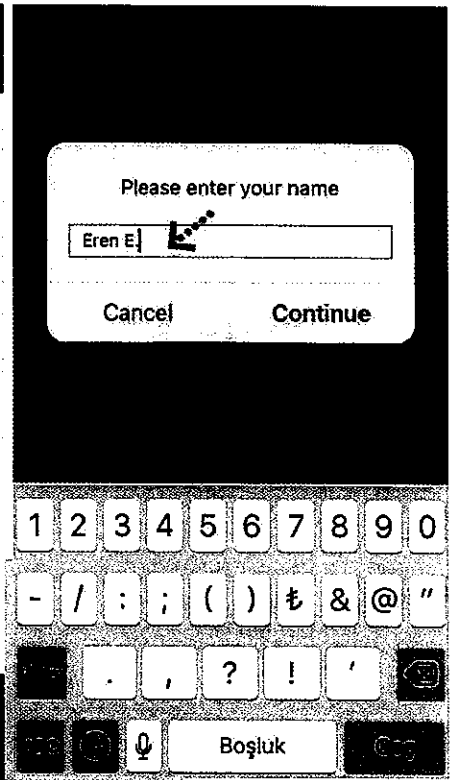 Please enter your name
Eren E.
Cancel Continue
1 2 3 4 5 6 7 8 9 0
- / : ; ( ) ₺ & @ "
. , ? ! '
Boşluk